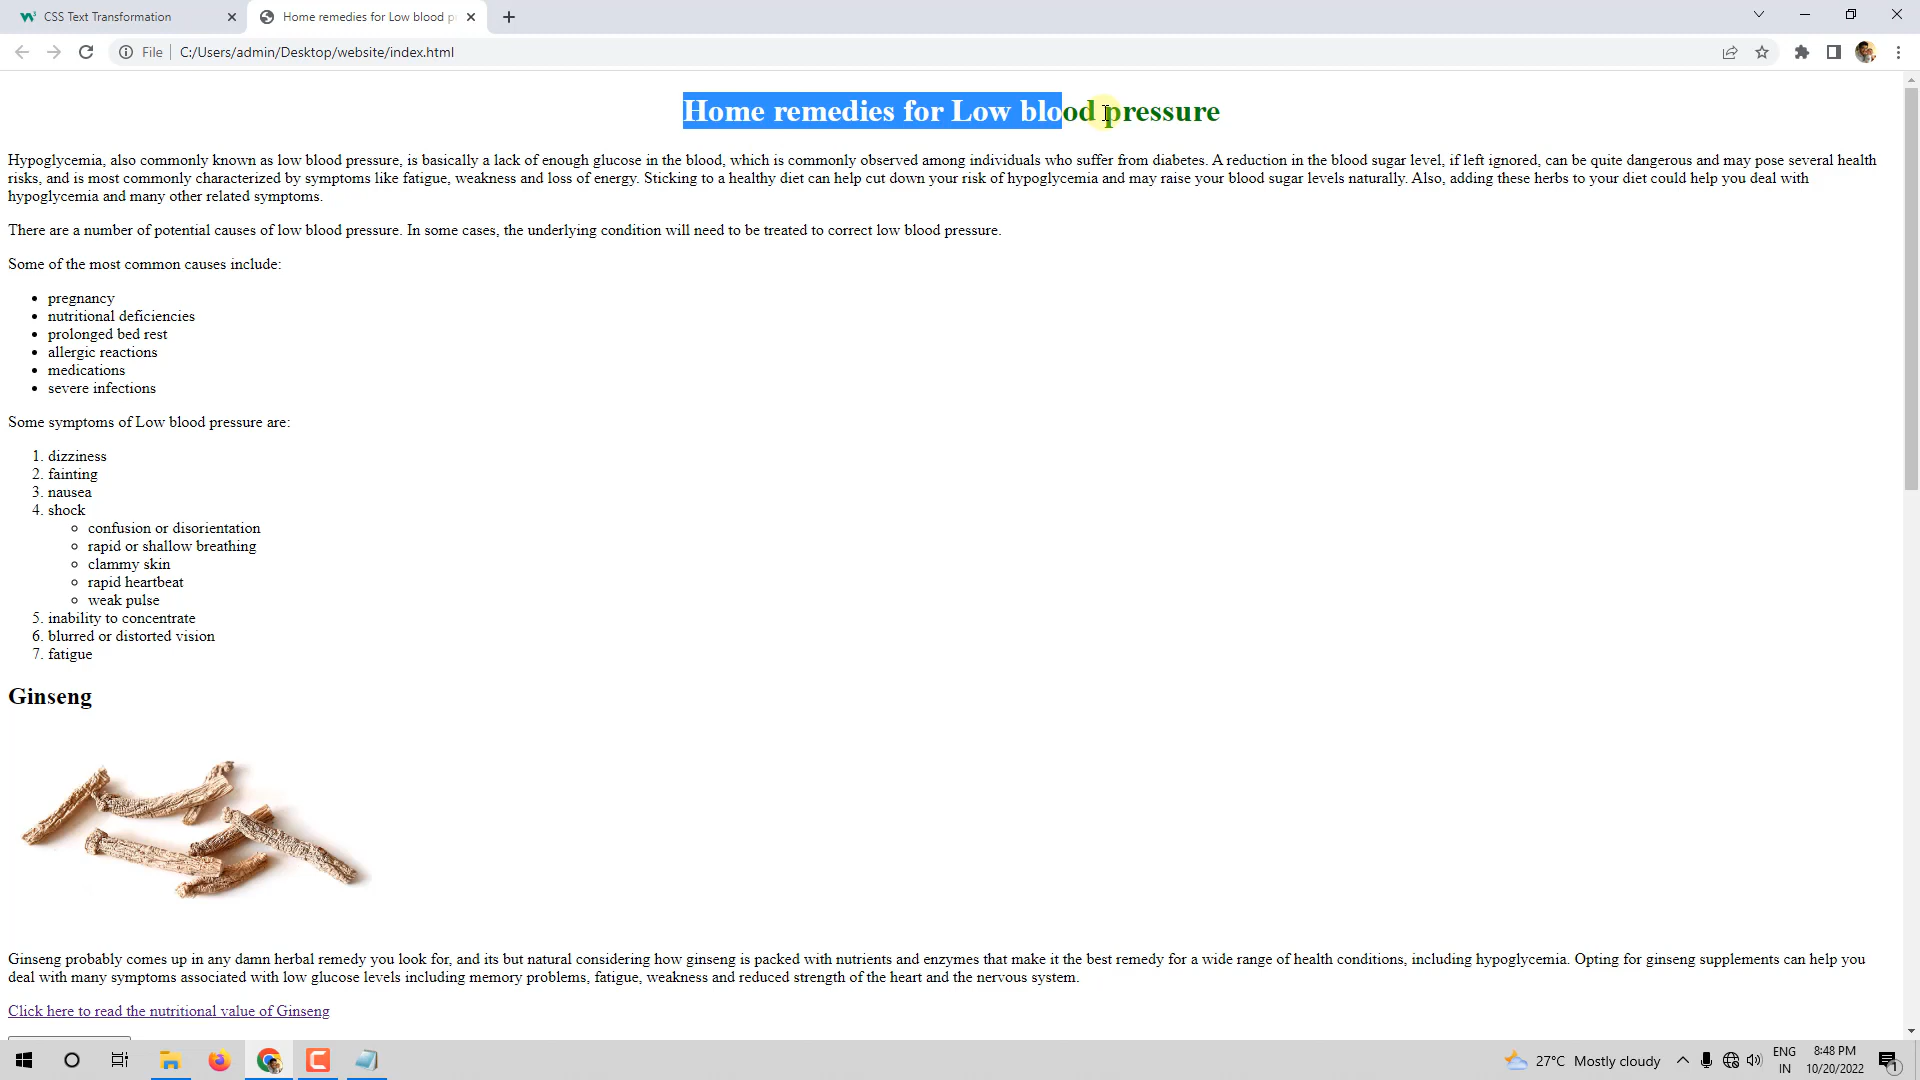 CSS Text Transformation
Home remedies for Low blood p
File
C:/Users/admin/Desktop/website/index.html
Home remedies for Low blood pressure
Hypoglycemia, also commonly known as low blood pressure, is basically a lack of enough glucose in the blood, which is commonly observed among individuals who suffer from diabetes. A reduction in the blood sugar level, if left ignored, can be quite dangerous and may pose several health
risks, and is most commonly characterized by symptoms like fatigue, weakness and loss of energy. Sticking to a healthy diet can help cut down your risk of hypoglycemia and may raise your blood sugar levels naturally. Also, adding these herbs to your diet could help you deal with
hypoglycemia and many other related symptoms.
There are a number of potential causes of low blood pressure. In some cases, the underlying condition will need to be treated to correct low blood pressure.
Some of the most common causes include:
• pregnancy
• nutritional deficiencies
• prolonged bed rest
• allergic reactions
• medications
• severe infections
Some symptoms of Low blood pressure are:
1. dizziness
2. fainting
3. nausea
4. shock
◦ confusion or disorientation
◦ rapid or shallow breathing
◦ clammy skin
◦ rapid heartbeat
◦ weak pulse
5. inability to concentrate
6. blurred or distorted vision
7. fatigue
Ginseng
Ginseng probably comes up in any damn herbal remedy you look for, and its but natural considering how ginseng is packed with nutrients and enzymes that make it the best remedy for a wide range of health conditions, including hypoglycemia. Opting for ginseng supplements can help you
deal with many symptoms associated with low glucose levels including memory problems, fatigue, weakness and reduced strength of the heart and the nervous system.
Click here to read the nutritional value of Ginseng
27°C Mostly cloudy
ENG
IN
8:48 PM
10/20/2022
1